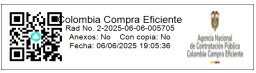 Colombia Compra Eficiente
Rad No. 2-2025-06-06-005705
Anexos: No Con copia: No
Fecha: 06/06/2025 19:05:36
Agencia Nacional
de Contratación Pública
Colombia Compra Eficiente